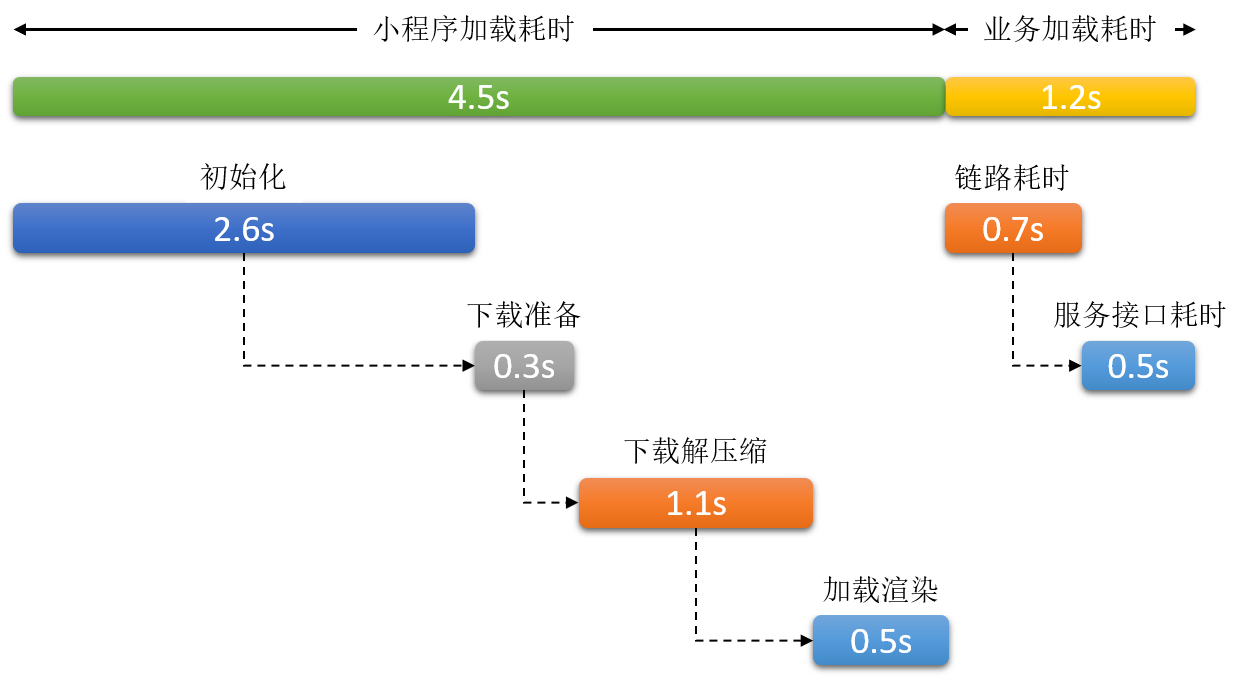 小程序加载耗时
业务加载耗时
4.5s
1.2s
初始化
链路耗时
2.6s
0.7s
下载准备
服务接口耗时
0.3s
0.5s
下载解压缩
1.1s
加载渲染
0.5s